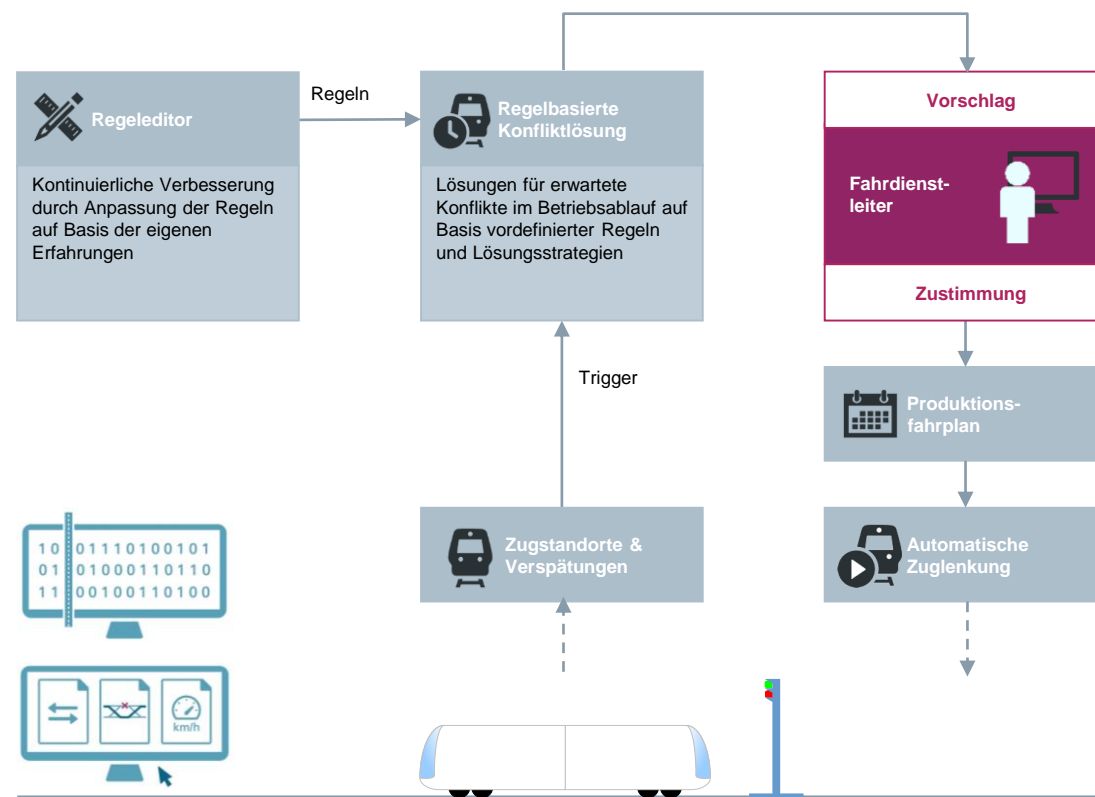 Regeleditor
Kontinuierliche Verbesserung
durch Anpassung der Regeln
auf Basis der eigenen
Erfahrungen
Regeln
Regelbasierte
Konfliktlösung
Lösungen für erwartete
Konflikte im Betriebsablauf auf
Basis vordefinierter Regeln
und Lösungsstrategien
Vorschlag
Fahrdienst-
leiter
Zustimmung
Trigger
Produktions-
fahrplan
Zugstandorte &
Verspätungen
Automatische
Zuglenkung
10 01110100101
01 01000110110
11 00100110100
km/h